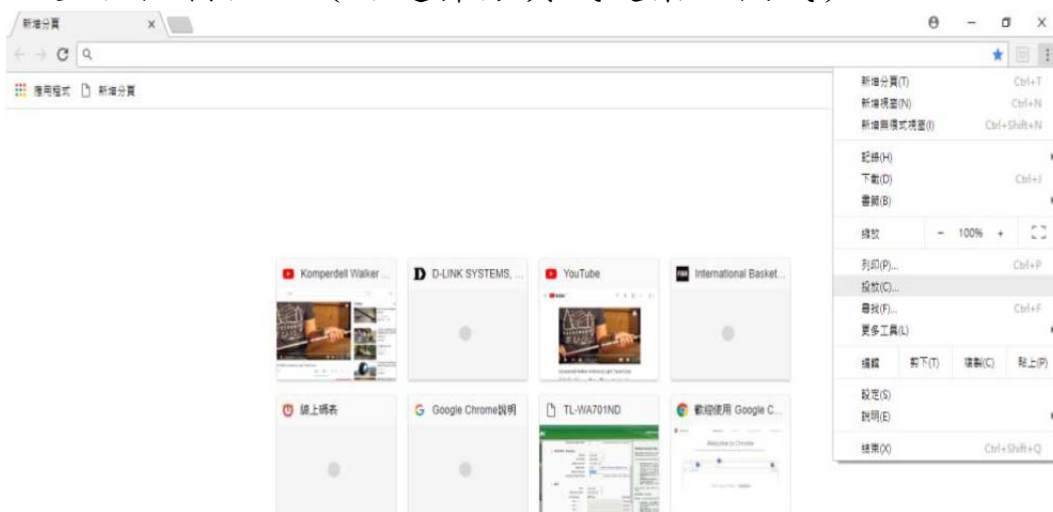 新增分頁
應用程式 新增分頁
新增分頁(T) Ctrl+T
新增視窗(N) Ctrl+N
新增無痕式視窗(I) Ctrl+Shift+N
記錄(H)
下載(D) Ctrl+J
書籤(B)
縮放 - 100% +
列印(P)... Ctrl+P
投放(C)...
尋找(F)... Ctrl+F
更多工具(L)
編輯 剪下(T) 複製(C) 貼上(P)
設定(S)
說明(E)
結束(X) Ctrl+Shift+Q
Komperdell Walker ... D-LINK SYSTEMS, ... YouTube International Basket...
線上碼表 Google Chrome說明 TL-WA701ND 歡迎使用 Google C...
Welcome to Chrome